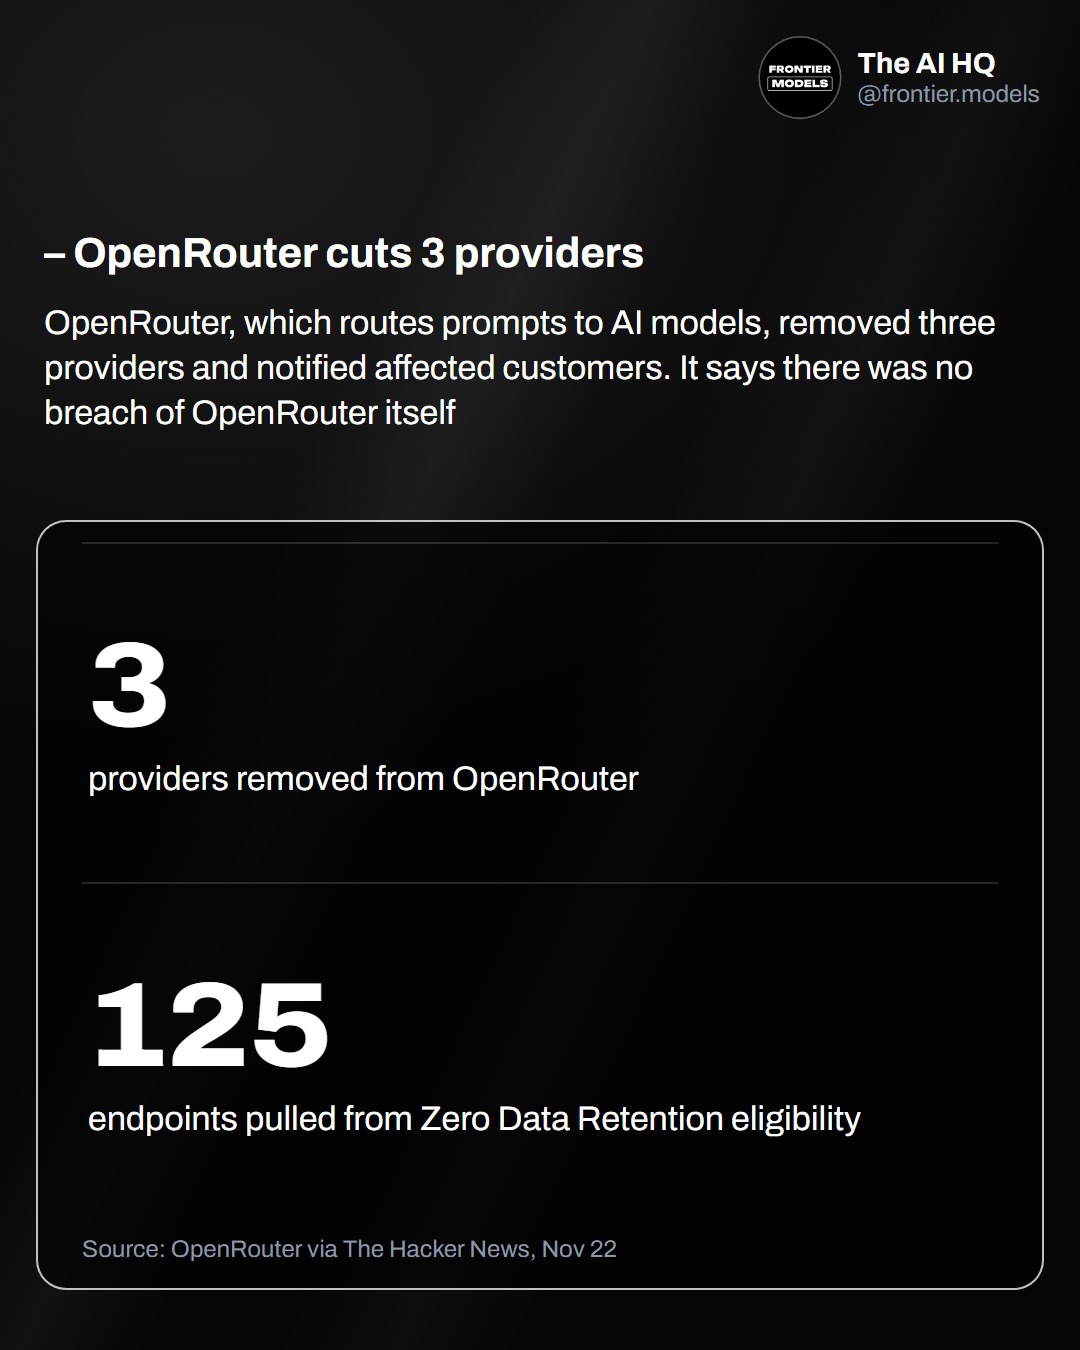 FRONTIER
MODELS
The AI HQ
@frontier.models
– OpenRouter cuts 3 providers
OpenRouter, which routes prompts to AI models, removed three
providers and notified affected customers. It says there was no
breach of OpenRouter itself
3
providers removed from OpenRouter
125
endpoints pulled from Zero Data Retention eligibility
Source: OpenRouter via The Hacker News, Nov 22